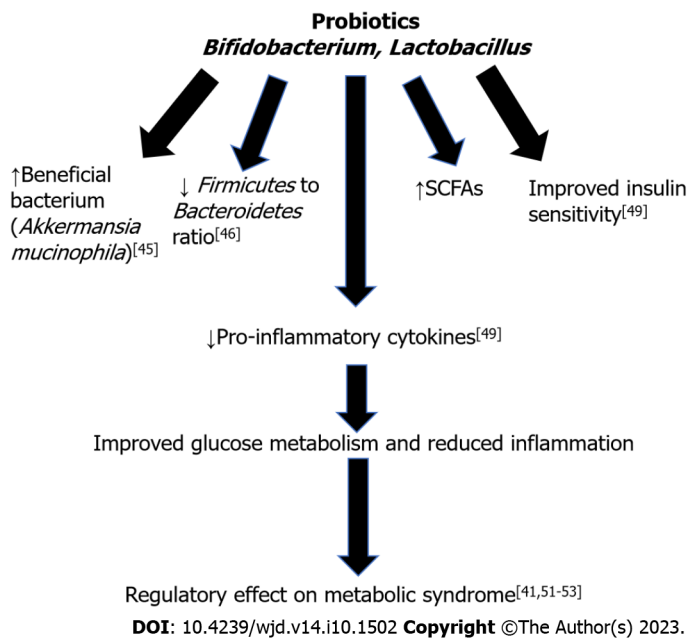 Probiotics
Bifidobacterium, Lactobacillus
↑Beneficial
bacterium
(Akkermansia
mucinophila)[45]
↓ Firmicutes to
Bacteroidetes
ratio[46]
↑SCFAs
Improved insulin
sensitivity[49]
↓Pro-inflammatory cytokines[49]
Improved glucose metabolism and reduced inflammation
Regulatory effect on metabolic syndrome[41,51-53]
DOI: 10.4239/wjd.v14.i10.1502 Copyright ©The Author(s) 2023.